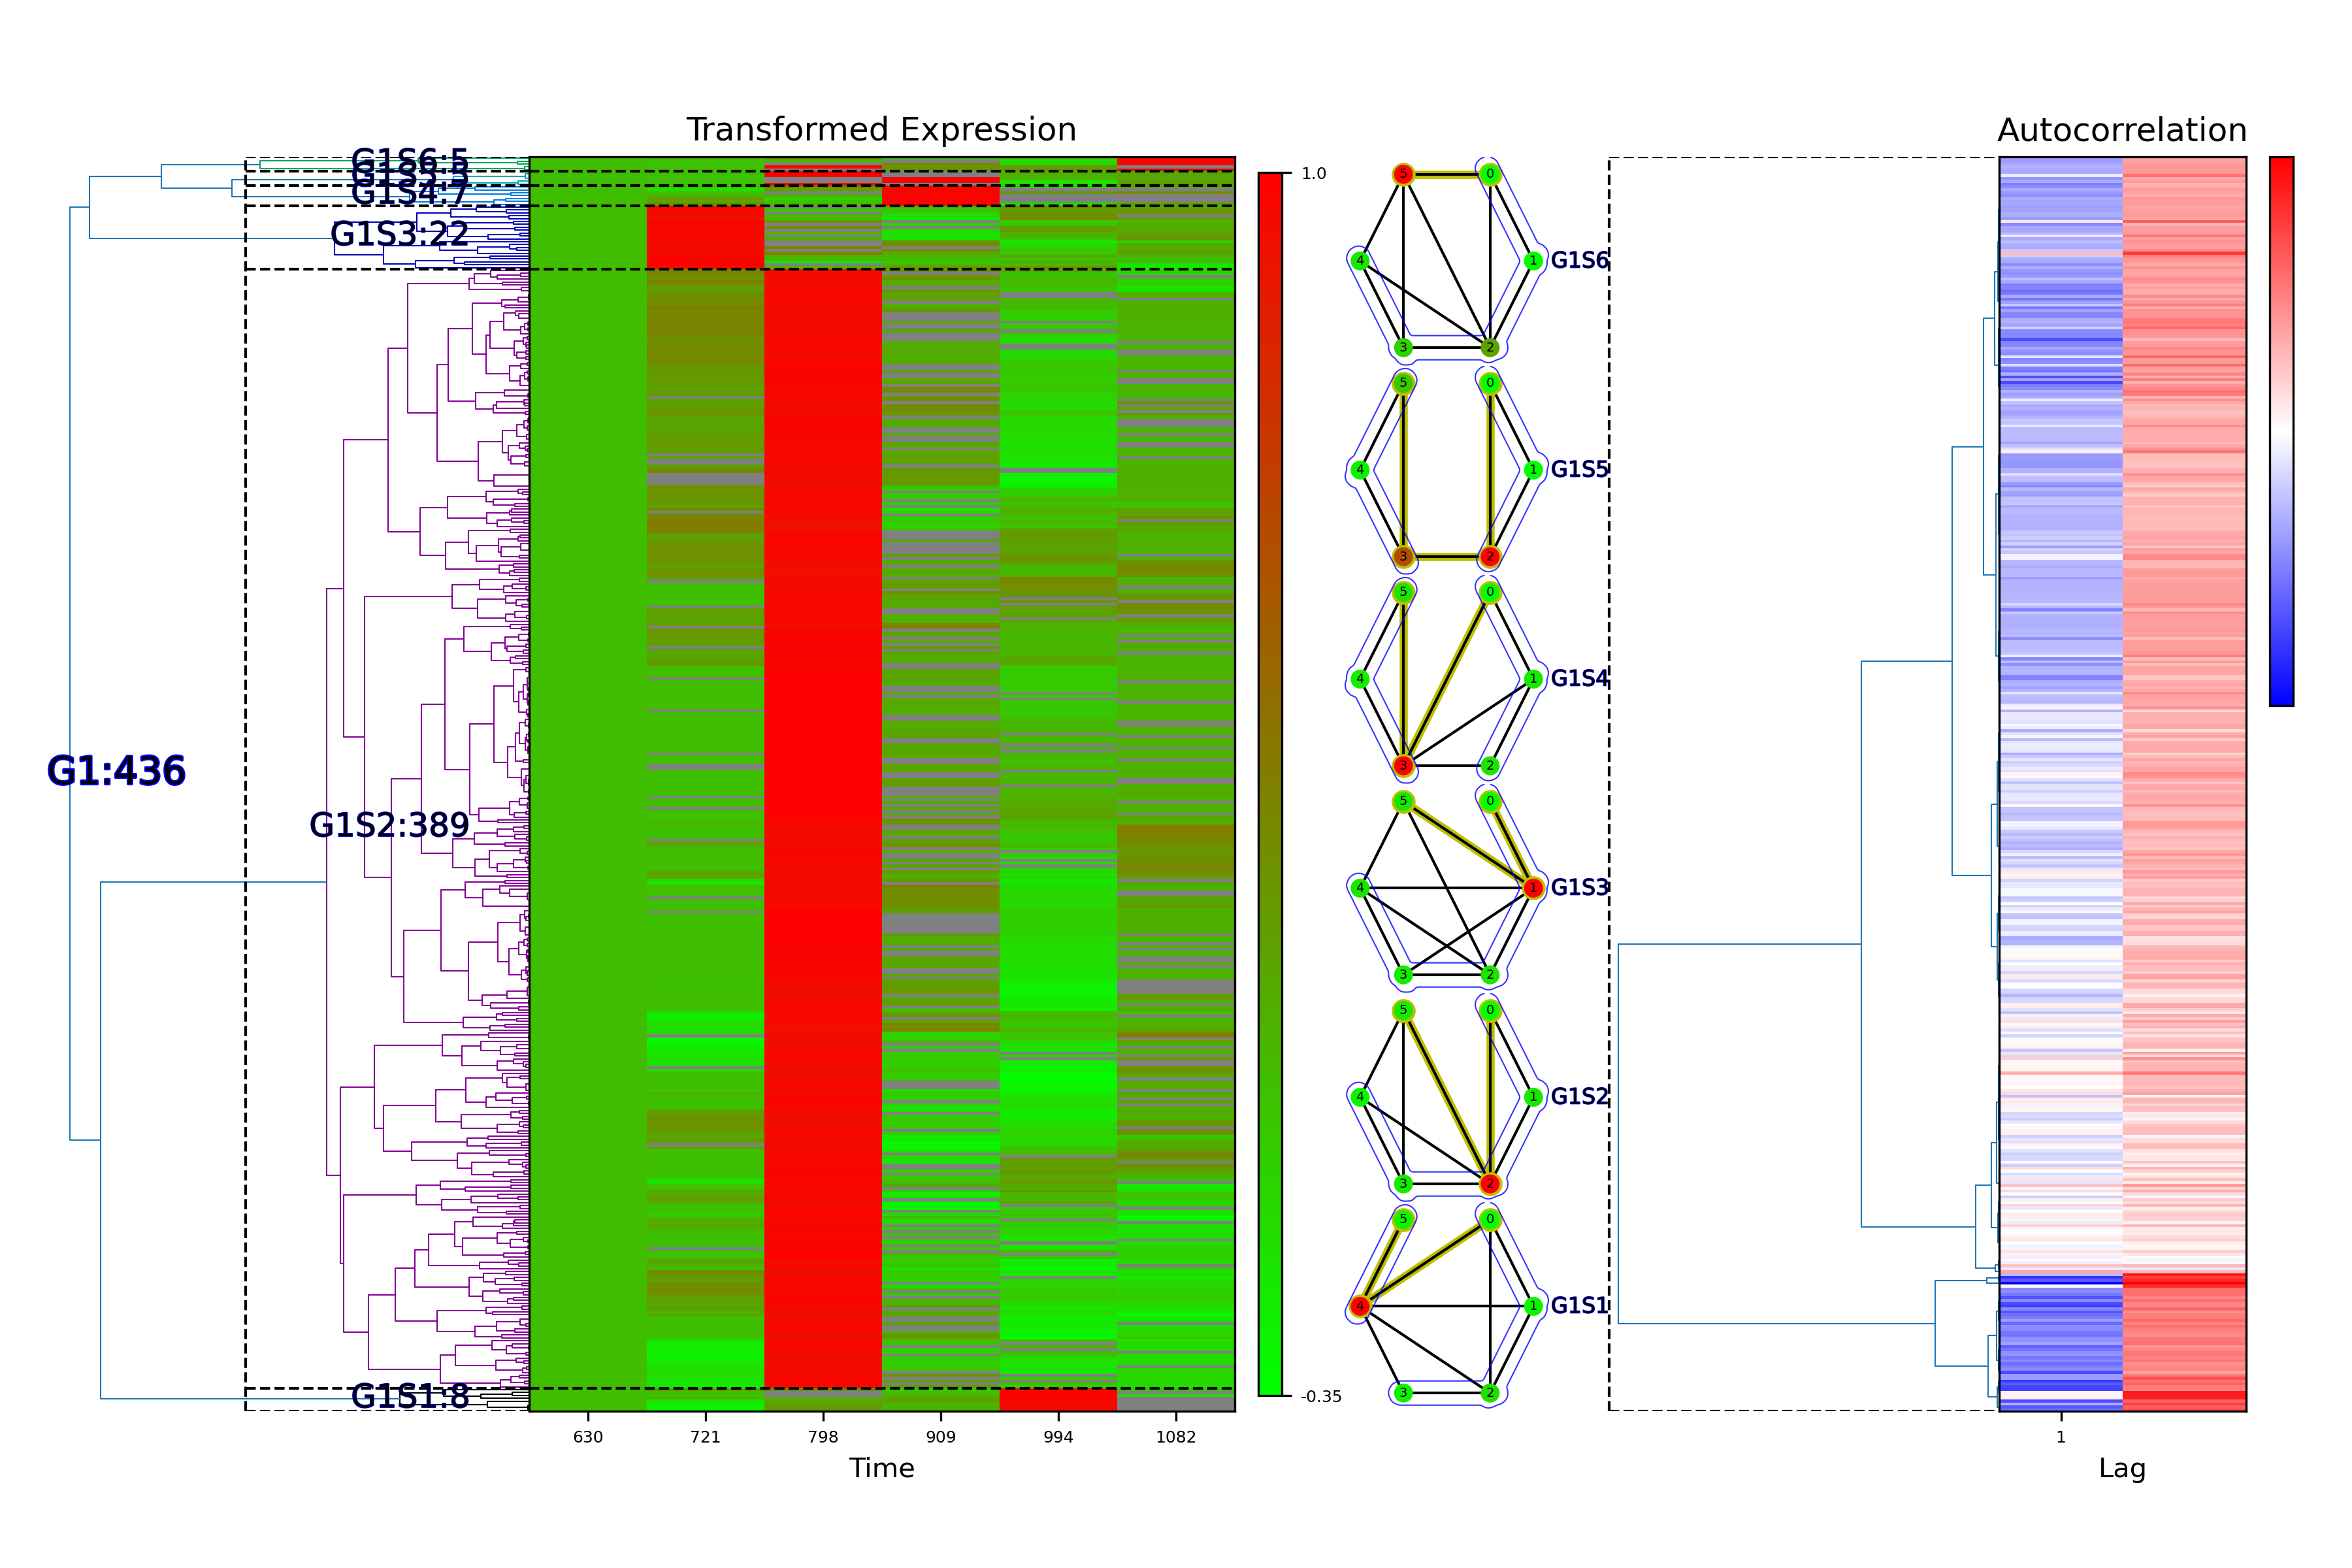 Transformed Expression
Autocorrelation
G1S6:5
G1S5:5
G1S4:7
G1S3:22
G1:436
G1S2:389
G1S1:8
630 721 798 909 994 1082
Time
1.0
-0.35
5 0
4 1 G1S6
3 2
5 0
4 1 G1S5
3 2
5 0
4 1 G1S4
3 2
5 0
4 1 G1S3
3 2
5 0
4 1 G1S2
3 2
5 0
4 1 G1S1
3 2
1
Lag